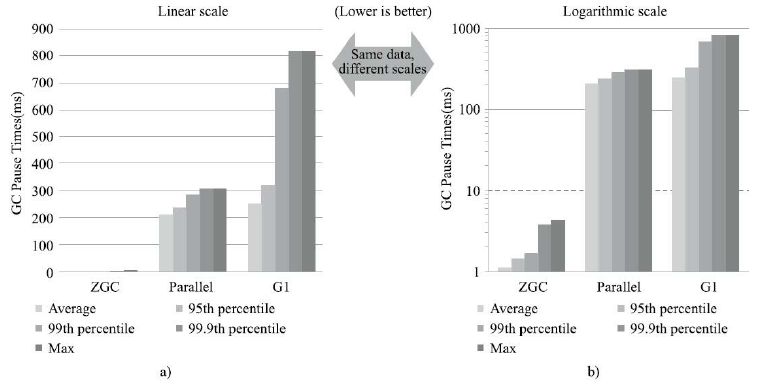 Linear scale
(Lower is better)
Logarithmic scale
Same data,
different scales
GC Pause Times(ms)
900
800
700
600
500
400
300
200
100
0
ZGC
Parallel
G1
Average
95th percentile
99th percentile
99.9th percentile
Max
a)
GC Pause Times(ms)
1000
100
10
1
ZGC
Parallel
G1
Average
95th percentile
99th percentile
99.9th percentile
Max
b)